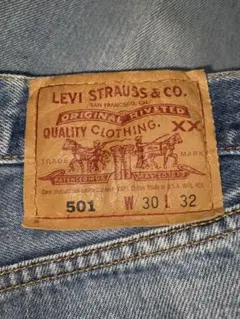 LEVI STRAUSS & CO.
SAN FRANCISCO, CAL
ORIGINAL RIVETED
QUALITY CLOTHING.
XX
TRADE MARK
501 W 30 L 32